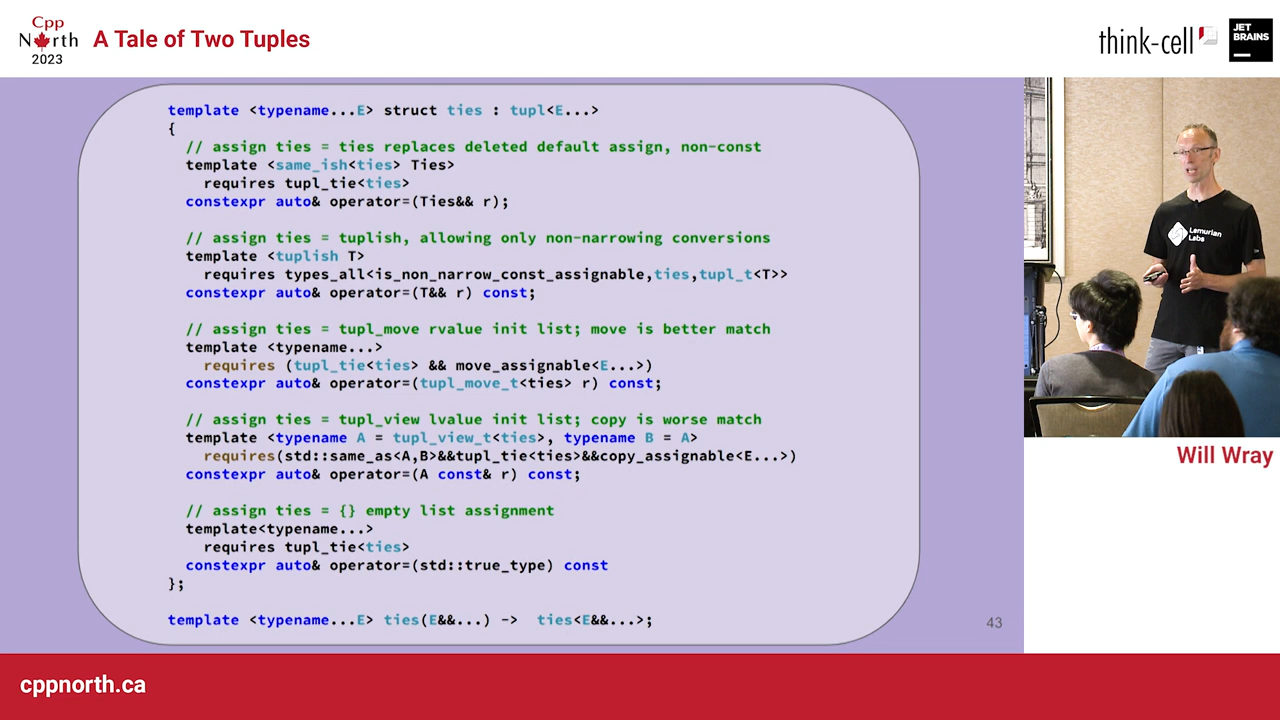 Cpp
North
2023
A Tale of Two Tuples
think-cell
JET
BRAINS
template <typename...E> struct ties : tupl<E...>
{
// assign ties = ties replaces deleted default assign, non-const
template <same_ish<ties> Ties>
requires tupl_tie<ties>
constexpr auto& operator=(Ties&& r);
// assign ties = tuplish, allowing only non-narrowing conversions
template <tuplish T>
requires types_all<is_non_narrow_const_assignable,ties,tupl_t<T>>
constexpr auto& operator=(T&& r) const;
// assign ties = tupl_move rvalue init list; move is better match
template <typename...>
requires (tupl_tie<ties> && move_assignable<E...>)
constexpr auto& operator=(tupl_move_t<ties> r) const;
// assign ties = tupl_view lvalue init list; copy is worse match
template <typename A = tupl_view_t<ties>, typename B = A>
requires(std::same_as<A,B>&&tupl_tie<ties>&&copy_assignable<E...>)
constexpr auto& operator=(A const& r) const;
// assign ties = {} empty list assignment
template<typename...>
requires tupl_tie<ties>
constexpr auto& operator=(std::true_type) const
};
template <typename...E> ties(E&&...) -> ties<E&&...>;
43
Lemurian
Labs
Will Wray
cppnorth.ca